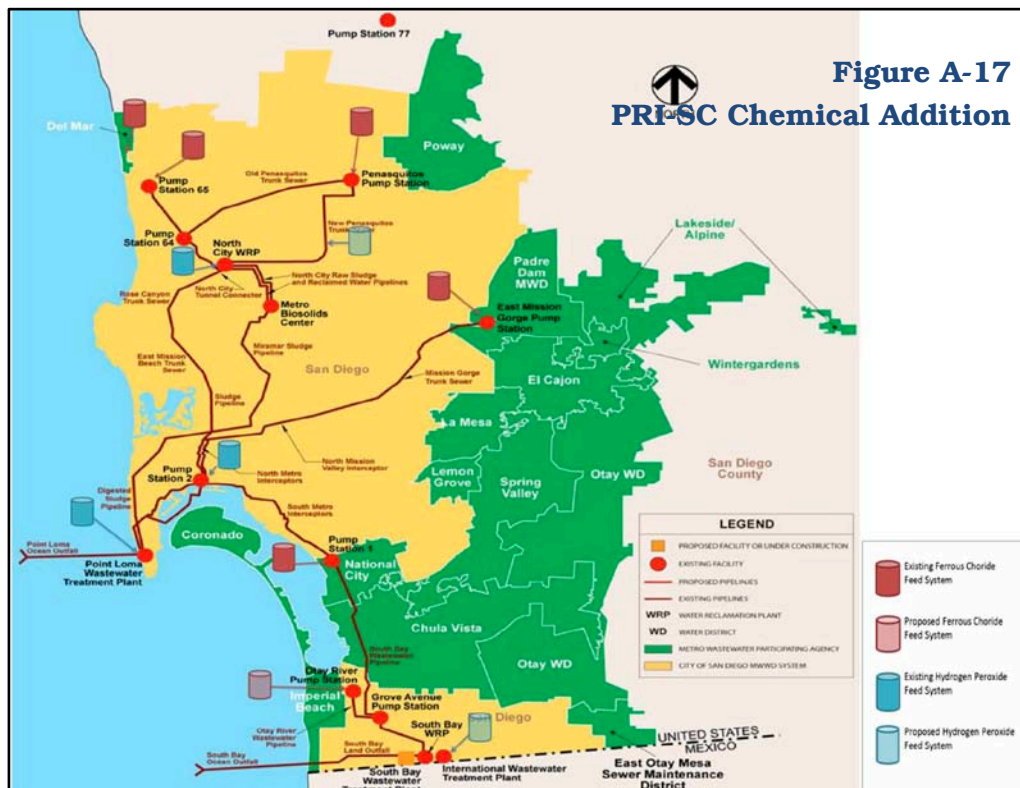 Pump Station 77
Figure A-17
PRI-SC Chemical Addition
Del Mar
Poway
Pump
Station 65
Old Penasquitos
Trunk Sewer
Penasquitos
Pump Station
Lakeside/
Alpine
Pump
Station 64
North
City WRP
New Penasquitos
Padre
Dam
MWD
Rose Canyon
Trunk Sewer
North City
Tunnel Connector
North City Raw Sludge
and Reclaimed Water Pipelines
Metro
Biosolids
Center
East Mission
Gorge Pump
Station
Wintergardens
East Mission
Beach Trunk
Sewer
Miramar Sludge
Pipeline
San Diego
Mission Gorge
Trunk Sewer
El Cajon
Sludge
Pipeline
La Mesa
North Mission
Valley Interceptor
Pump
Station 2
North Metro
Interceptors
Lemon
Grove
Spring
Valley
Otay WD
San Diego
County
Digested
Sludge
Pipeline
South Metro
Interceptors
Point Loma
Ocean Outfall
Point Loma
Wastewater
Treatment Plant
Coronado
Pump
Station 1
National
City
LEGEND
PROPOSED FACILITY OR UNDER CONSTRUCTION
EXISTING FACILITY
PROPOSED PIPELINUES
EXISTING PIPELINES
WRP WATER RECLAMATION PLANT
WD WATER DISTRICT
METRO WASTEWATER PARTICIPATING AGENCY
CITY OF SAN DIEGO MWWD SYSTEM
Existing Ferrous Choride
Feed System
Proposed Ferrous Choride
Feed System
Existing Hydrogen Peroxide
Feed System
Proposed Hydrogen Peroxide
Feed System
Chula Vista
South Bay
Wastewater
Pipeline
Otay WD
Otay River
Pump Station
Imperial
Beach
Grove Avenue
Pump Station
San Diego
Otay River
Wastewater
Pipeline
South Bay
WRP
South Bay
Land Outfall
South Bay
Ocean Outfall
UNITED STATES
MEXICO
South Bay
Wastewater
International Wastewater
Treatment Plant
East Otay Mesa
Sewer Maintenance
District